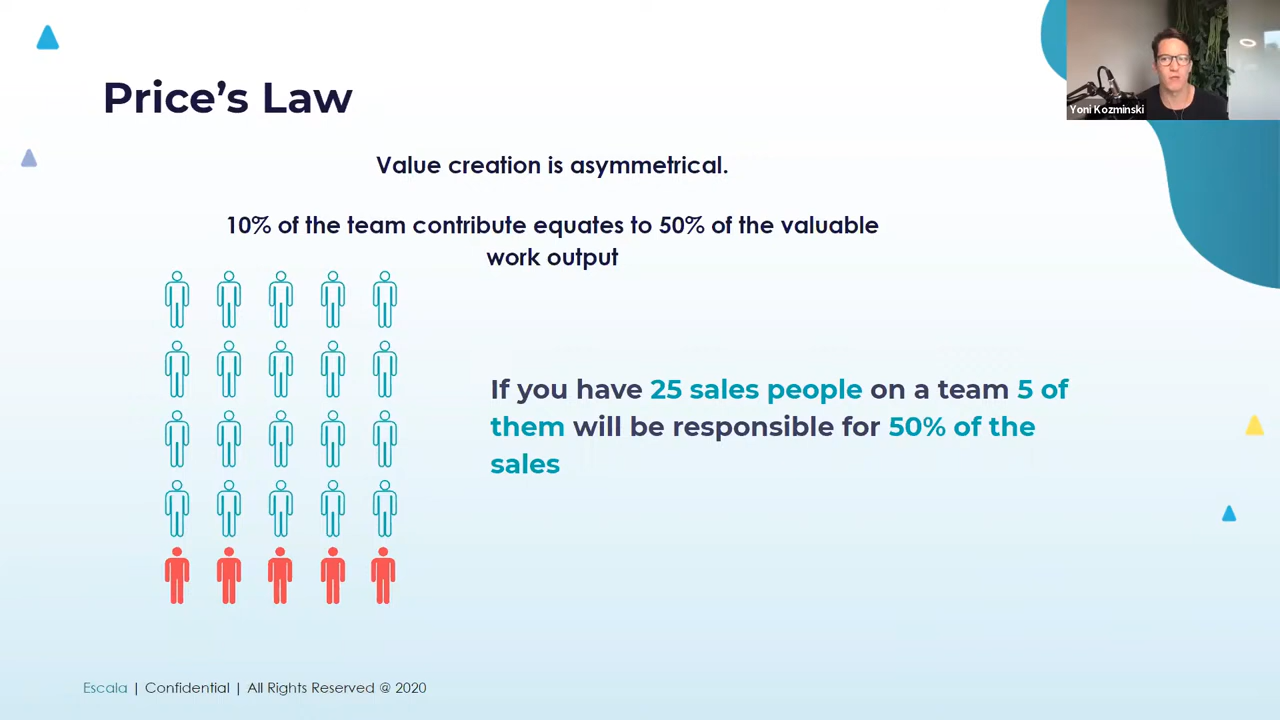 Price’s Law
Yoni Kozminski
Value creation is asymmetrical.
10% of the team contribute equates to 50% of the valuable
work output
If you have 25 sales people on a team 5 of
them will be responsible for 50% of the
sales
Escala | Confidential | All Rights Reserved @ 2020